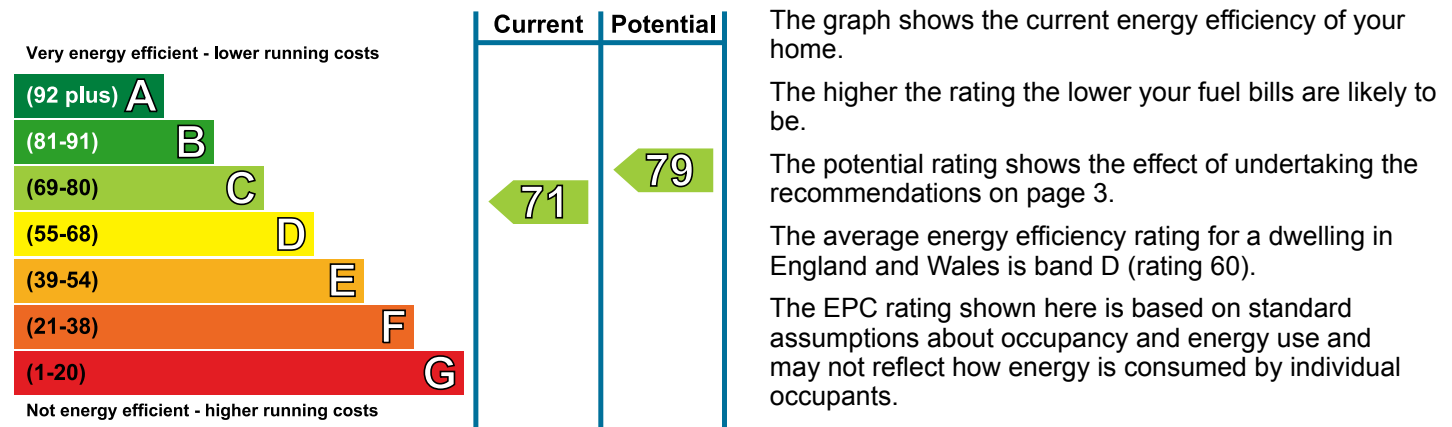 Current Potential
Very energy efficient - lower running costs
(92 plus) A
(81-91) B
(69-80) C
(55-68) D
(39-54) E
(21-38) F
(1-20) G
Not energy efficient - higher running costs
71
79
The graph shows the current energy efficiency of your
home.
The higher the rating the lower your fuel bills are likely to
be.
The potential rating shows the effect of undertaking the
recommendations on page 3.
The average energy efficiency rating for a dwelling in
England and Wales is band D (rating 60).
The EPC rating shown here is based on standard
assumptions about occupancy and energy use and
may not reflect how energy is consumed by individual
occupants.